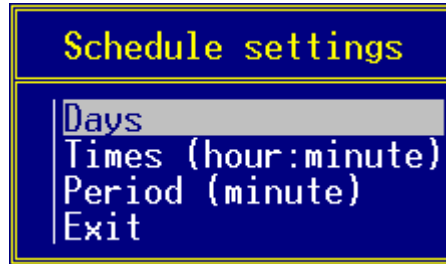 Schedule settings
Days
Times (hour:minute)
Period (minute)
Exit